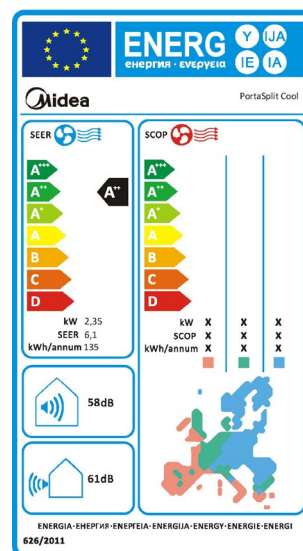 ENERG Y IJA
енергия · ενεργεια IE IA
Midea PortaSplit Cool
SEER SCOP
A+++ A+++
A++ A++ A++
A+ A+
A A
B B
C C
D D
kW 2,35 kW X X X
SEER 6,1 SCOP X X X
kWh/annum 135 kWh/annum X X X
58dB
61dB
ENERGIA·ЕНЕРГИЯ·ΕΝΕΡΓΕΙΑ·ENERGIJA·ENERGY·ENERGIE·ENERGI
626/2011